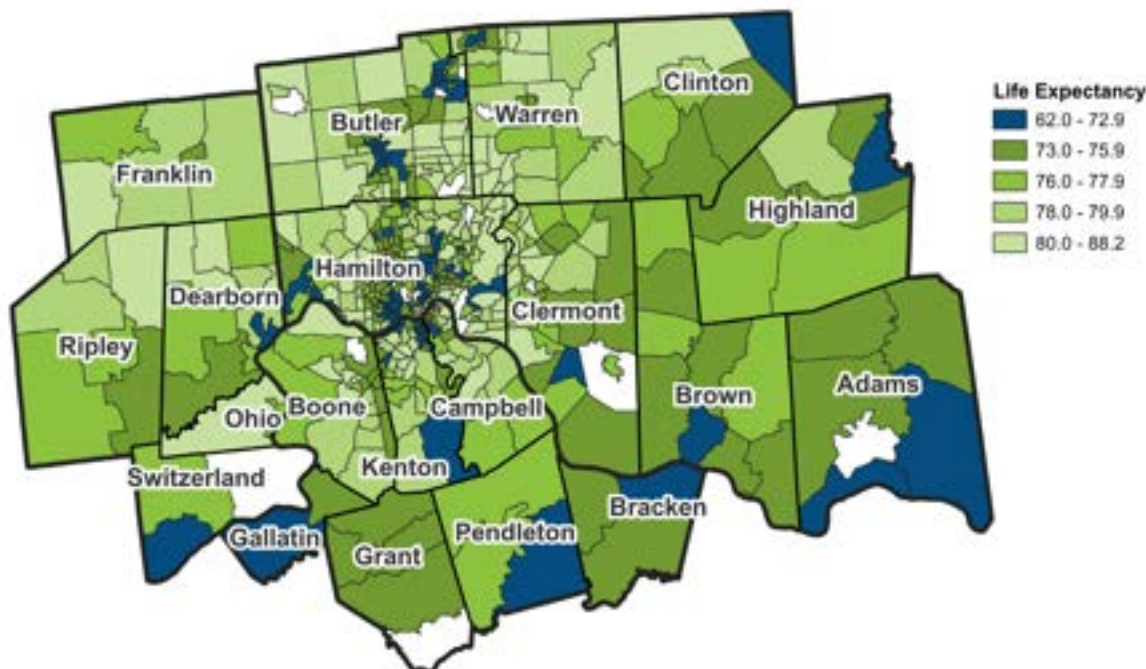 Clinton
Life Expectancy
62.0 - 72.9
73.0 - 75.9
76.0 - 77.9
78.0 - 79.9
80.0 - 88.2
Warren
Butler
Franklin
Highland
Hamilton
Dearborn
Clermont
Ripley
Adams
Brown
Ohio
Boone
Campbell
Kenton
Switzerland
Bracken
Gallatin
Pendleton
Grant